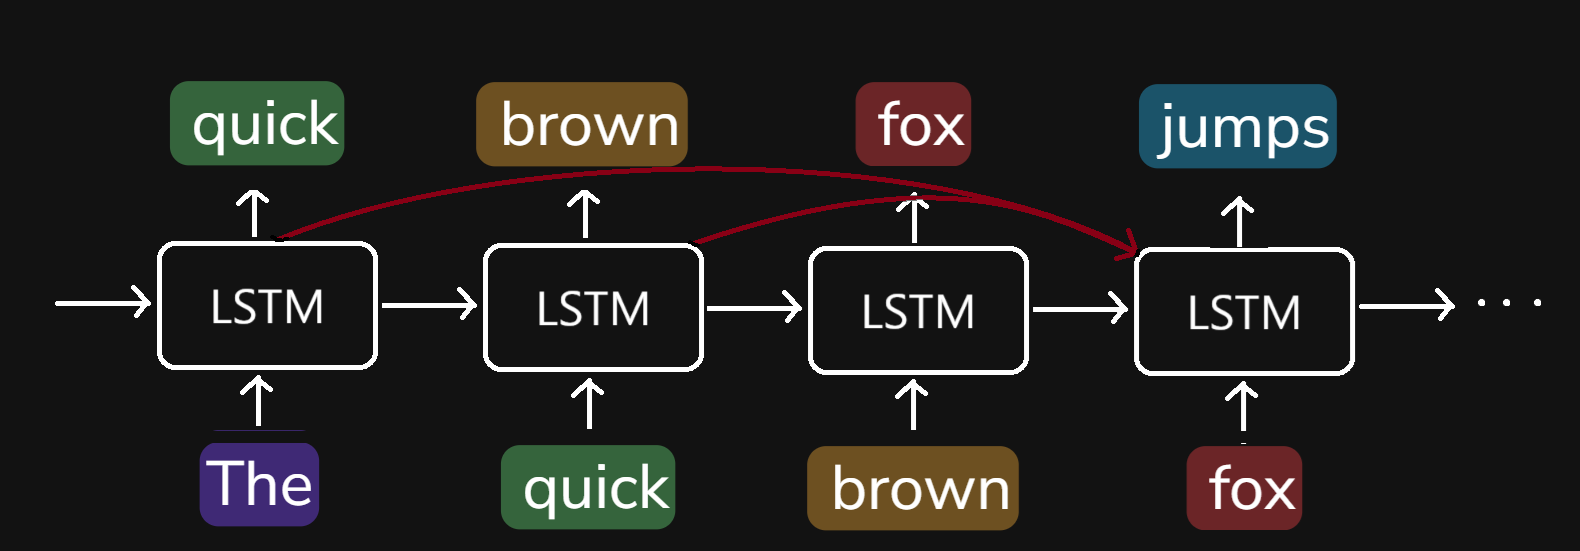 quick brown fox jumps
LSTM LSTM LSTM LSTM . . .
The quick brown fox